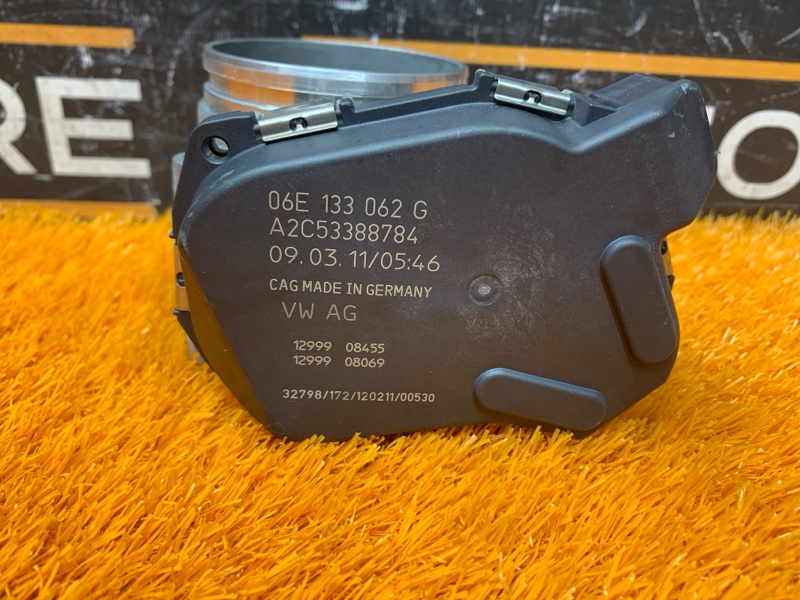 RE
O
06E 133 062 G
A2C53388784
09.03.11/05:46
CAG MADE IN GERMANY
VW AG
12999 08455
12999 08069
32798/172/120211/00530